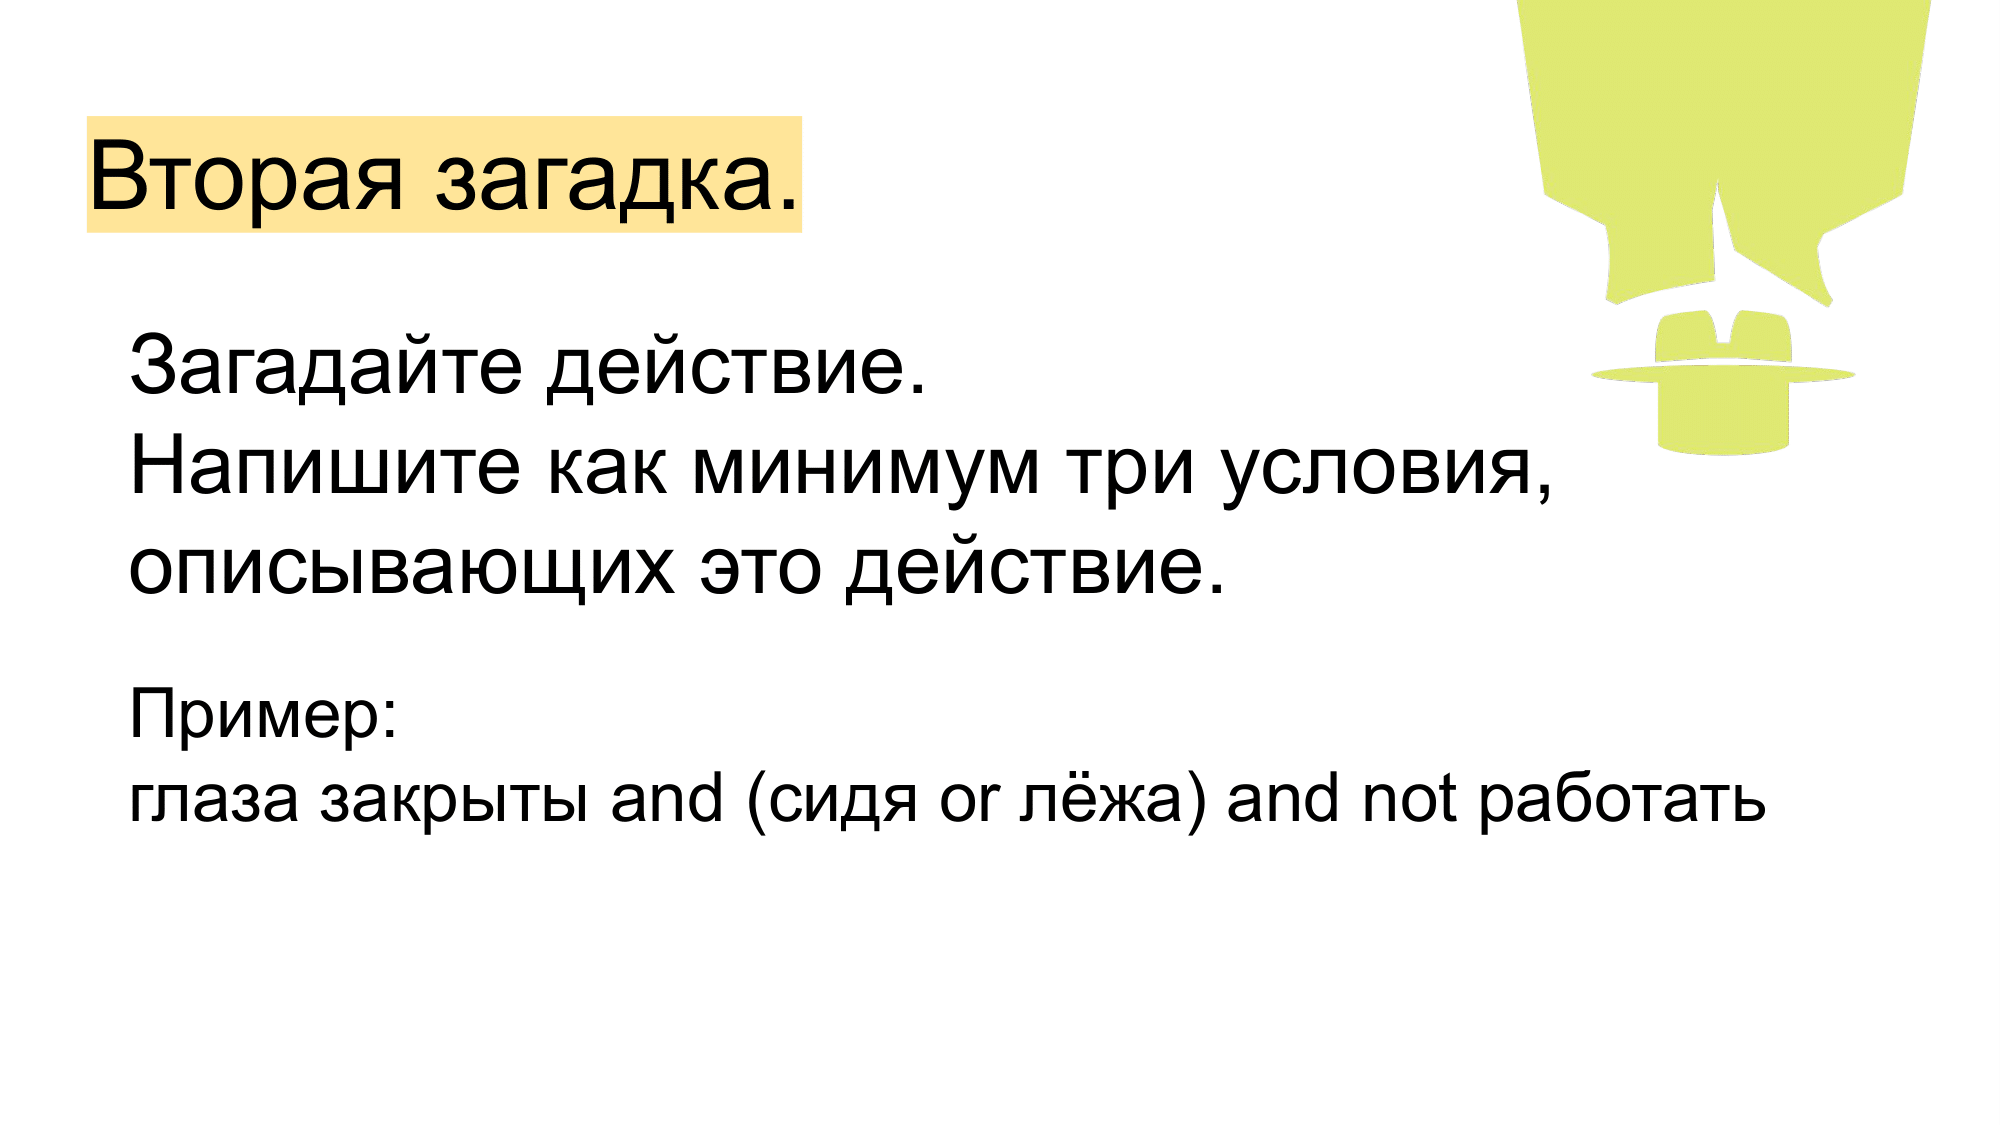 Вторая загадка.
Загадайте действие.
Напишите как минимум три условия,
описывающих это действие.
Пример:
глаза закрыты and (сидя or лёжа) and not работать